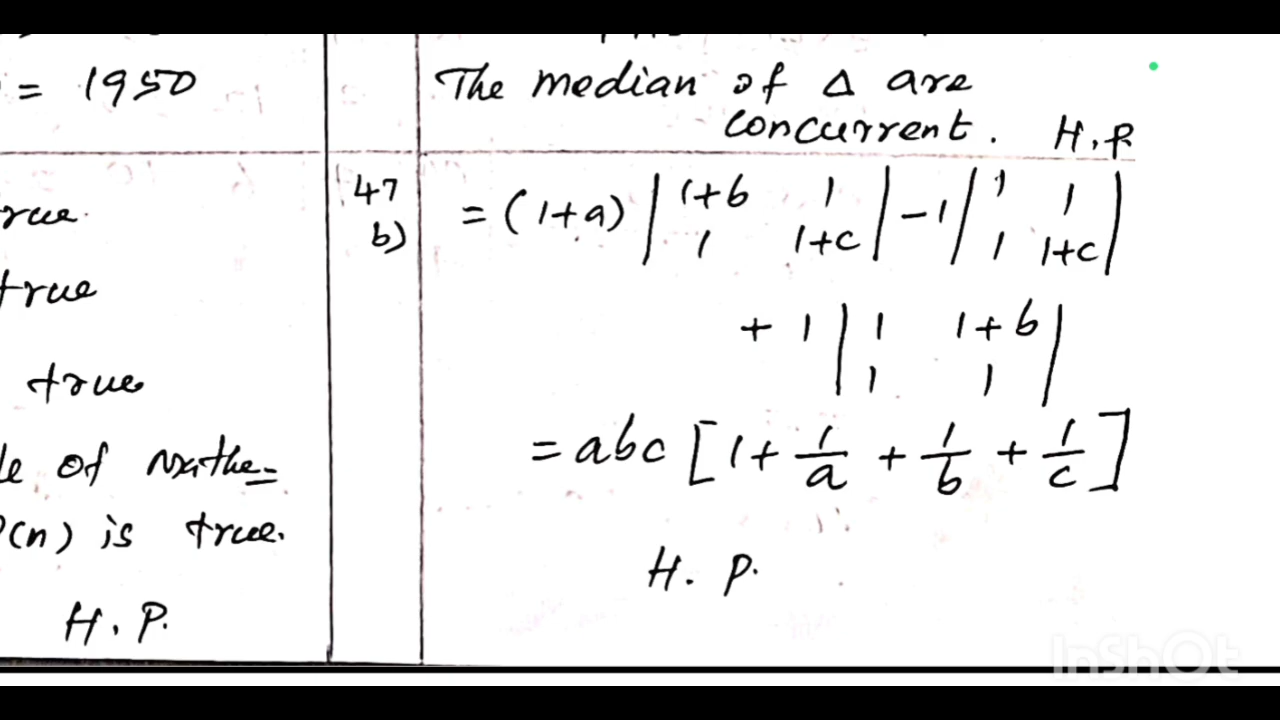 = 1950
true.
true
true
le of Mathe=
P(n) is true.
H.P.
47
b)
The median of Δ are
concurrent. H.P
= (1+a) | 1+b 1 | -1 | 1 1 |
| 1 1+c | | 1 1+c |
+ 1 | 1 1+b |
| 1 1 |
= abc [1 + 1/a + 1/b + 1/c]
H. P.
InShOt